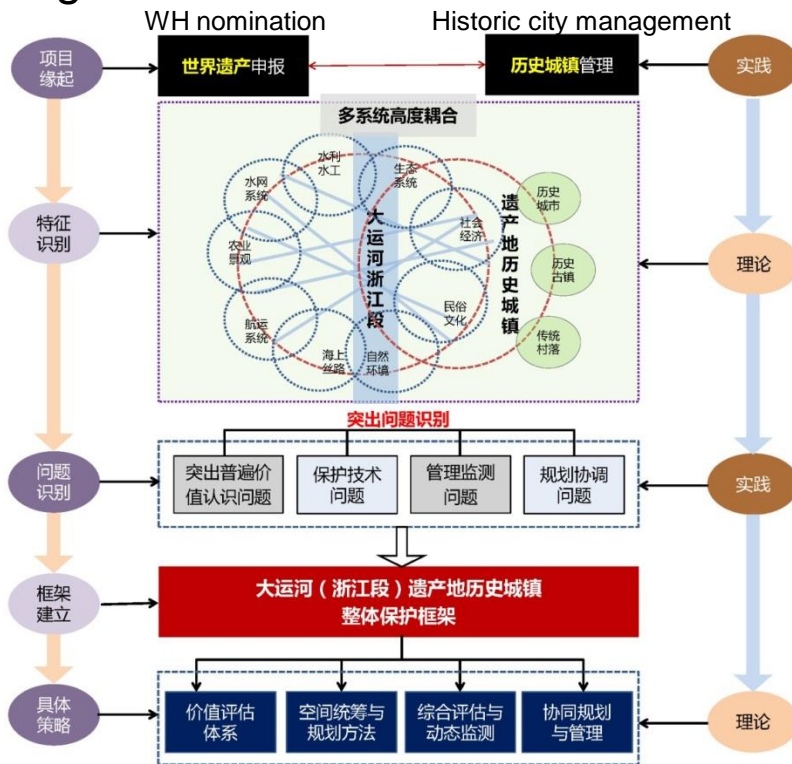 WH nomination
Historic city management
项目
缘起
世界遗产申报
历史城镇管理
实践
多系统高度耦合
水利
水工
生态
系统
水网
系统
历史
城市
社会
经济
特征
识别
农业
景观
大运河浙江段
遗产地历史城镇
历史
古镇
理论
民俗
文化
航运
系统
海上
丝路
自然
环境
传统
村落
突出问题识别
问题
识别
突出普遍价
值认识问题
保护技术
问题
管理监测
问题
规划协调
问题
实践
框架
建立
大运河（浙江段）遗产地历史城镇
整体保护框架
具体
策略
价值评估
体系
空间统筹与
规划方法
综合评估与
动态监测
协同规划
与管理
理论